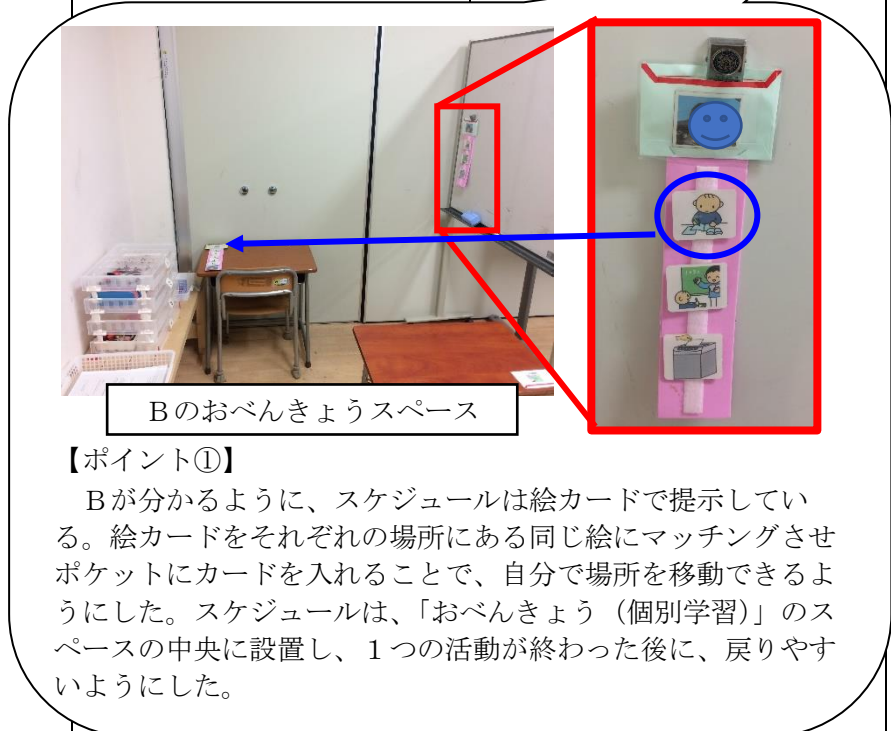 Ｂのおべんきょうスペース
【ポイント①】
　Ｂが分かるように、スケジュールは絵カードで提示してい
る。絵カードをそれぞれの場所にある同じ絵にマッチングさせ
ポケットにカードを入れることで、自分で場所を移動できるよ
うにした。スケジュールは、「おべんきょう（個別学習）」のス
ペースの中央に設置し、１つの活動が終わった後に、戻りやす
いようにした。